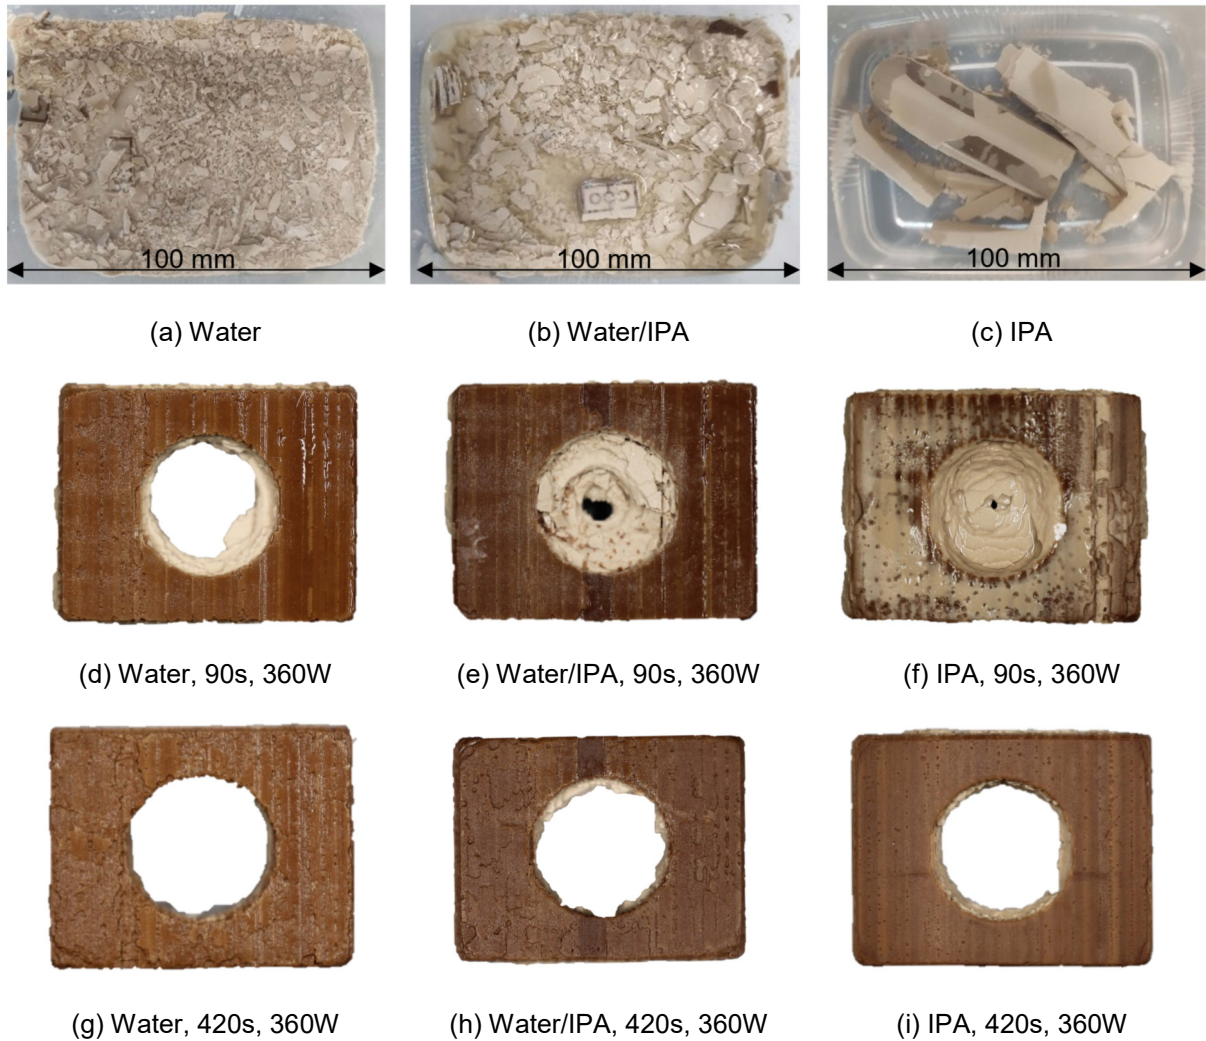 100 mm
100 mm
100 mm
(a) Water
(b) Water/IPA
(c) IPA
(d) Water, 90s, 360W
(e) Water/IPA, 90s, 360W
(f) IPA, 90s, 360W
(g) Water, 420s, 360W
(h) Water/IPA, 420s, 360W
(i) IPA, 420s, 360W